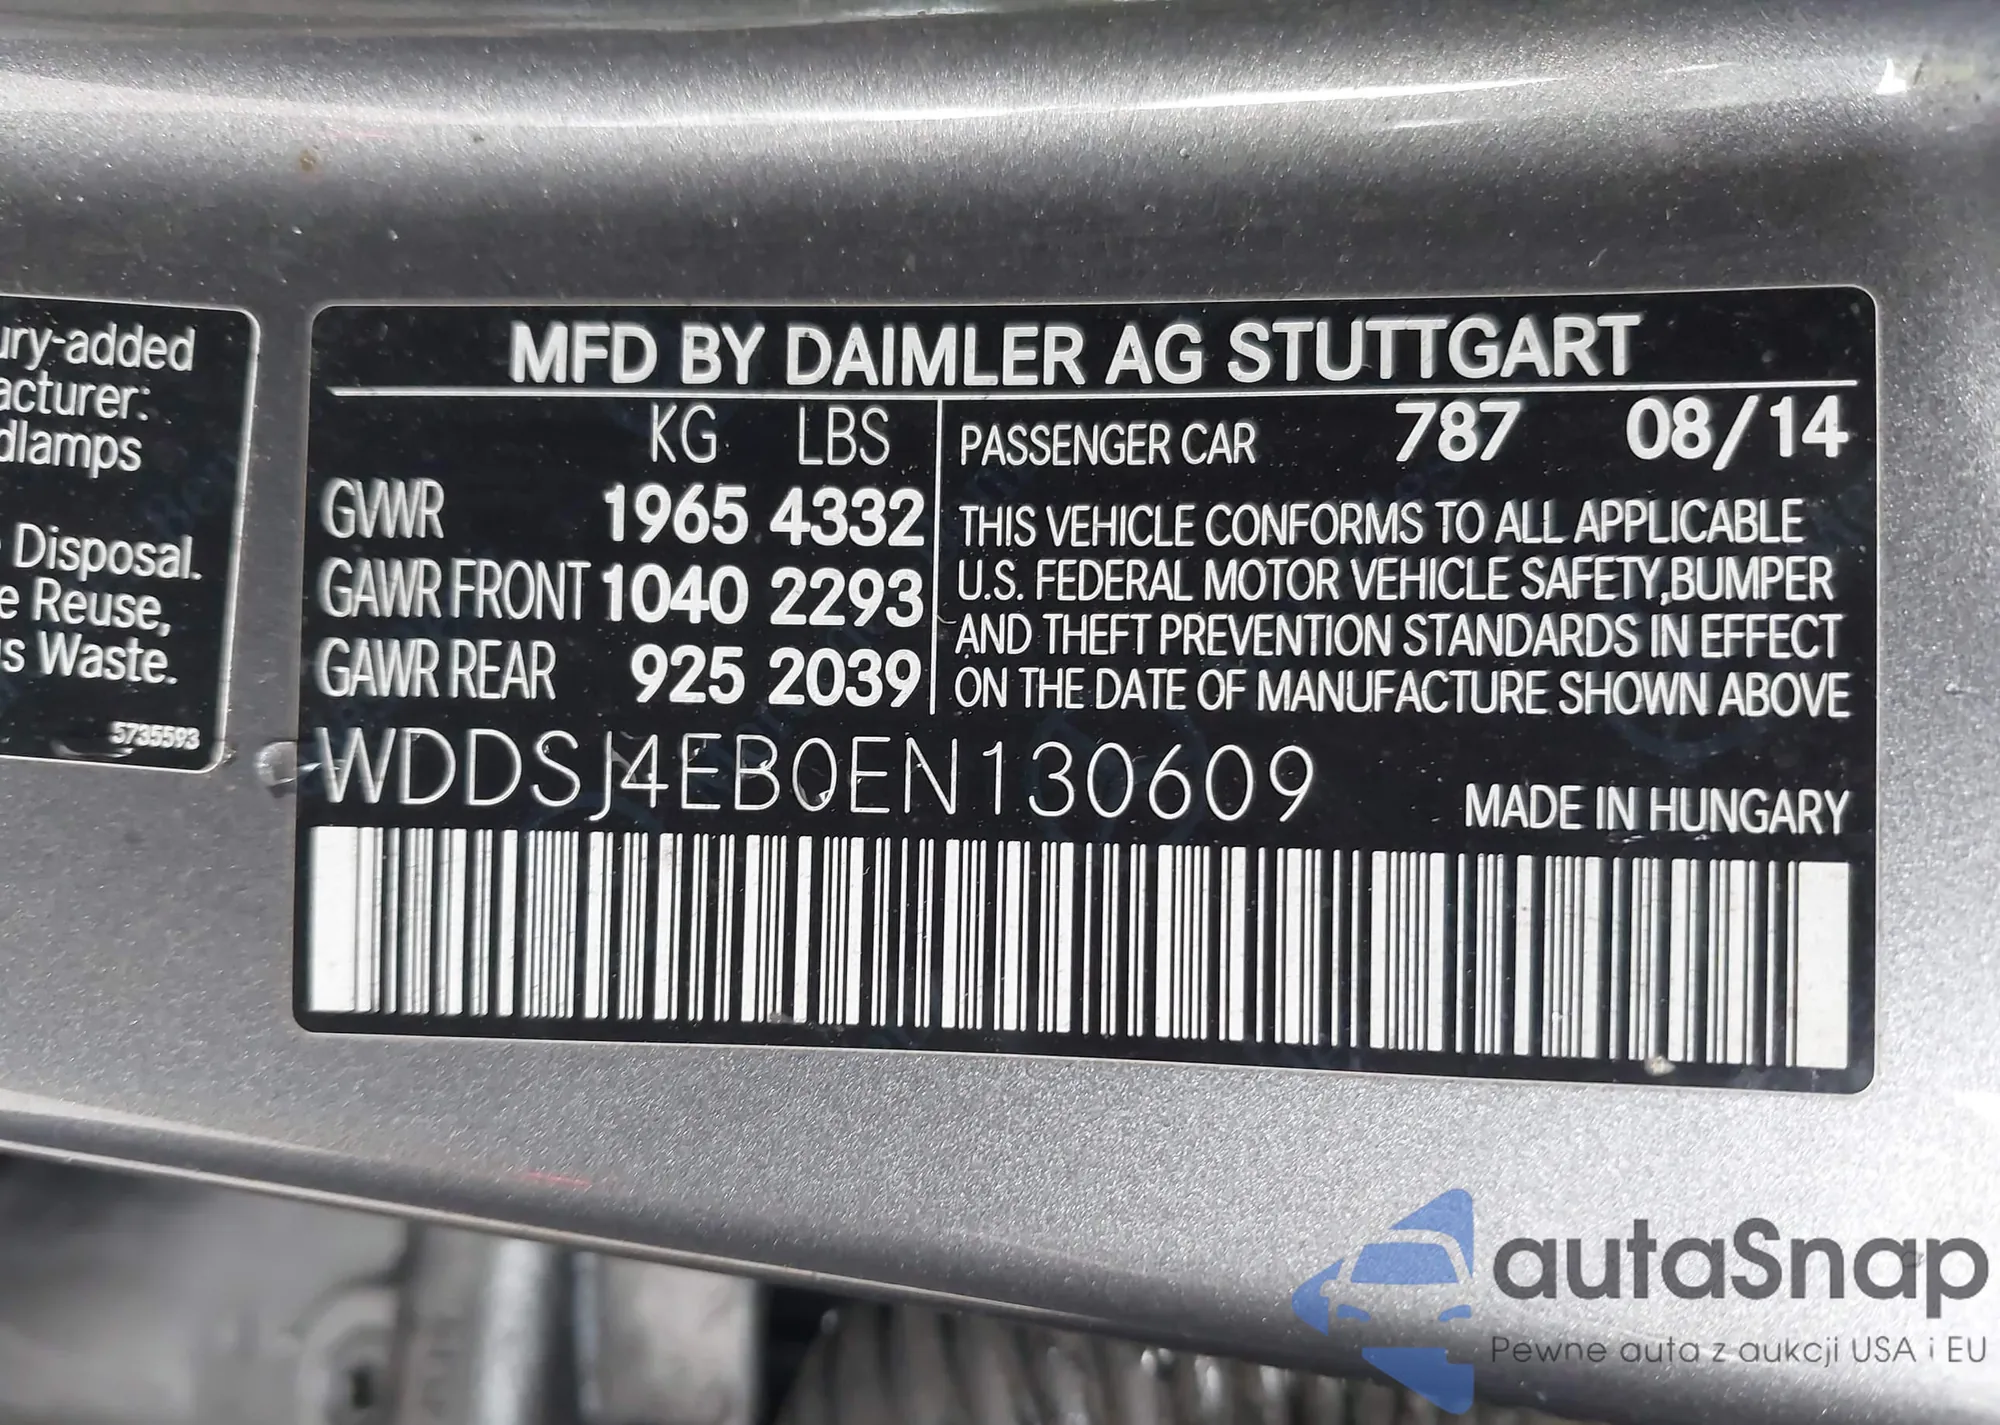 ury-added
acturer:
dlamps
Disposal.
e Reuse,
s Waste.
5735593
MFD BY DAIMLER AG STUTTGART
KG LBS
GVWR 1965 4332
GAWR FRONT 1040 2293
GAWR REAR 925 2039
PASSENGER CAR 787 08/14
THIS VEHICLE CONFORMS TO ALL APPLICABLE
U.S. FEDERAL MOTOR VEHICLE SAFETY,BUMPER
AND THEFT PREVENTION STANDARDS IN EFFECT
ON THE DATE OF MANUFACTURE SHOWN ABOVE
WDDSJ4EB0EN130609
MADE IN HUNGARY
autaSnap
Pewne auta z aukcji USA i EU